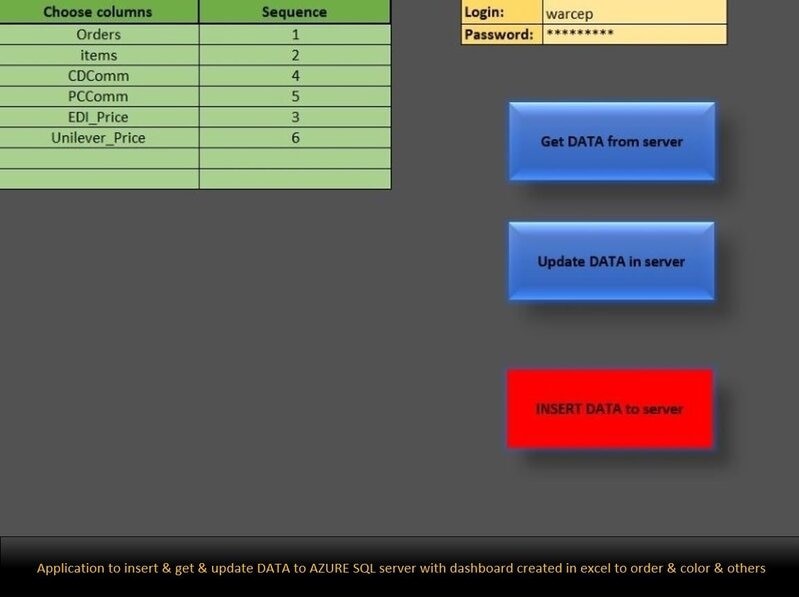 Choose columns Sequence
Orders 1
items 2
CDComm 4
PCComm 5
EDI_Price 3
Unilever_Price 6
Login: warcep
Password: *********
Get DATA from server
Update DATA in server
INSERT DATA to server
Application to insert & get & update DATA to AZURE SQL server with dashboard created in excel to order & color & others